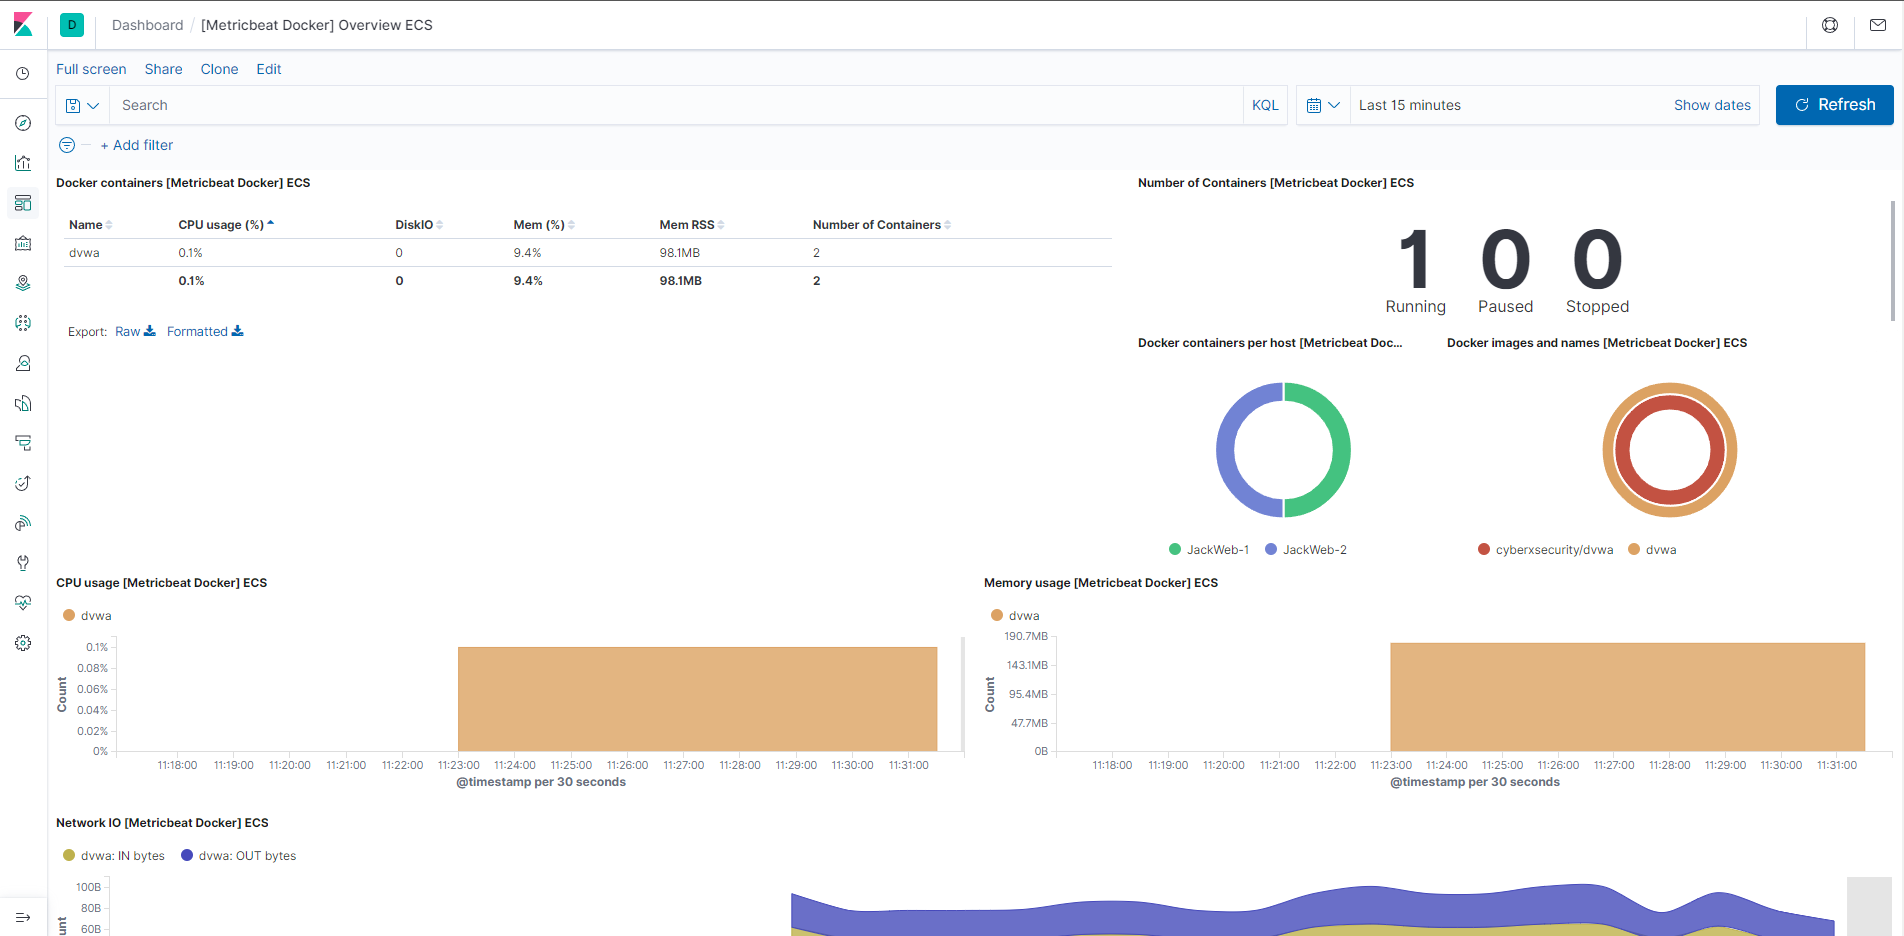 D Dashboard / [Metricbeat Docker] Overview ECS
Full screen Share Clone Edit
Search KQL Last 15 minutes Show dates Refresh
+ Add filter
Docker containers [Metricbeat Docker] ECS
Name CPU usage (%) DiskIO Mem (%) Mem RSS Number of Containers
dvwa 0.1% 0 9.4% 98.1MB 2
0.1% 0 9.4% 98.1MB 2
Export: Raw Formatted
Number of Containers [Metricbeat Docker] ECS
1 0 0
Running Paused Stopped
Docker containers per host [Metricbeat Doc...
JackWeb-1 JackWeb-2
Docker images and names [Metricbeat Docker] ECS
cyberxsecurity/dvwa dvwa
CPU usage [Metricbeat Docker] ECS
dvwa
Count
0.1%
0.08%
0.06%
0.04%
0.02%
0%
11:18:00 11:19:00 11:20:00 11:21:00 11:22:00 11:23:00 11:24:00 11:25:00 11:26:00 11:27:00 11:28:00 11:29:00 11:30:00 11:31:00
@timestamp per 30 seconds
Memory usage [Metricbeat Docker] ECS
dvwa
Count
190.7MB
143.1MB
95.4MB
47.7MB
0B
11:18:00 11:19:00 11:20:00 11:21:00 11:22:00 11:23:00 11:24:00 11:25:00 11:26:00 11:27:00 11:28:00 11:29:00 11:30:00 11:31:00
@timestamp per 30 seconds
Network IO [Metricbeat Docker] ECS
dvwa: IN bytes dvwa: OUT bytes
100B
80B
60B